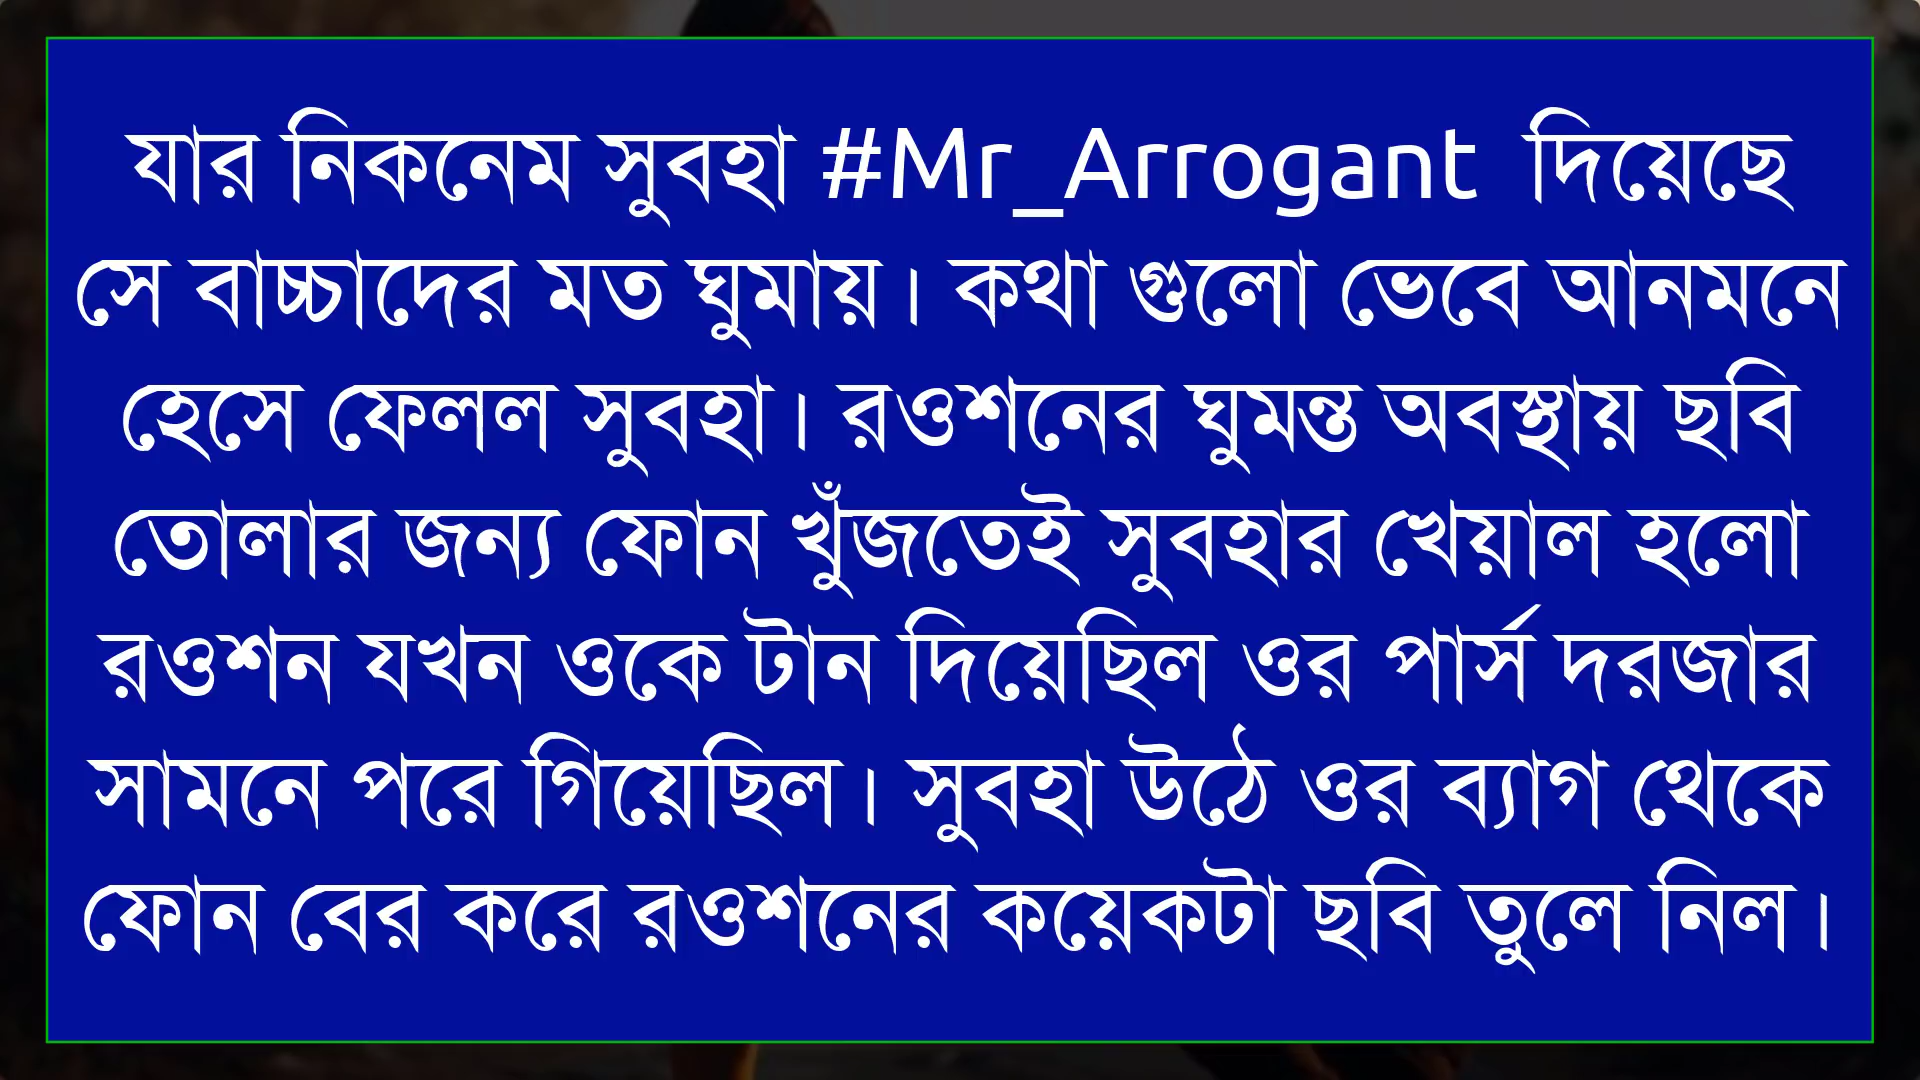 যার নিকনেম সুবহা #Mr_Arrogant দিয়েছে
সে বাচ্চাদের মত ঘুমায়। কথা গুলো ভেবে আনমনে
হেসে ফেলল সুবহা। রওশনের ঘুমন্ত অবস্থায় ছবি
তোলার জন্য ফোন খুঁজতেই সুবহার খেয়াল হলো
রওশন যখন ওকে টান দিয়েছিল ওর পার্স দরজার
সামনে পরে গিয়েছিল। সুবহা উঠে ওর ব্যাগ থেকে
ফোন বের করে রওশনের কয়েকটা ছবি তুলে নিল।